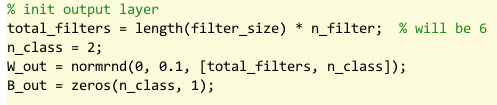 % init output layer
total_filters = length(filter_size) * n_filter;  % will be 6
n_class = 2;
W_out = normrnd(0, 0.1, [total_filters, n_class]);
B_out = zeros(n_class, 1);